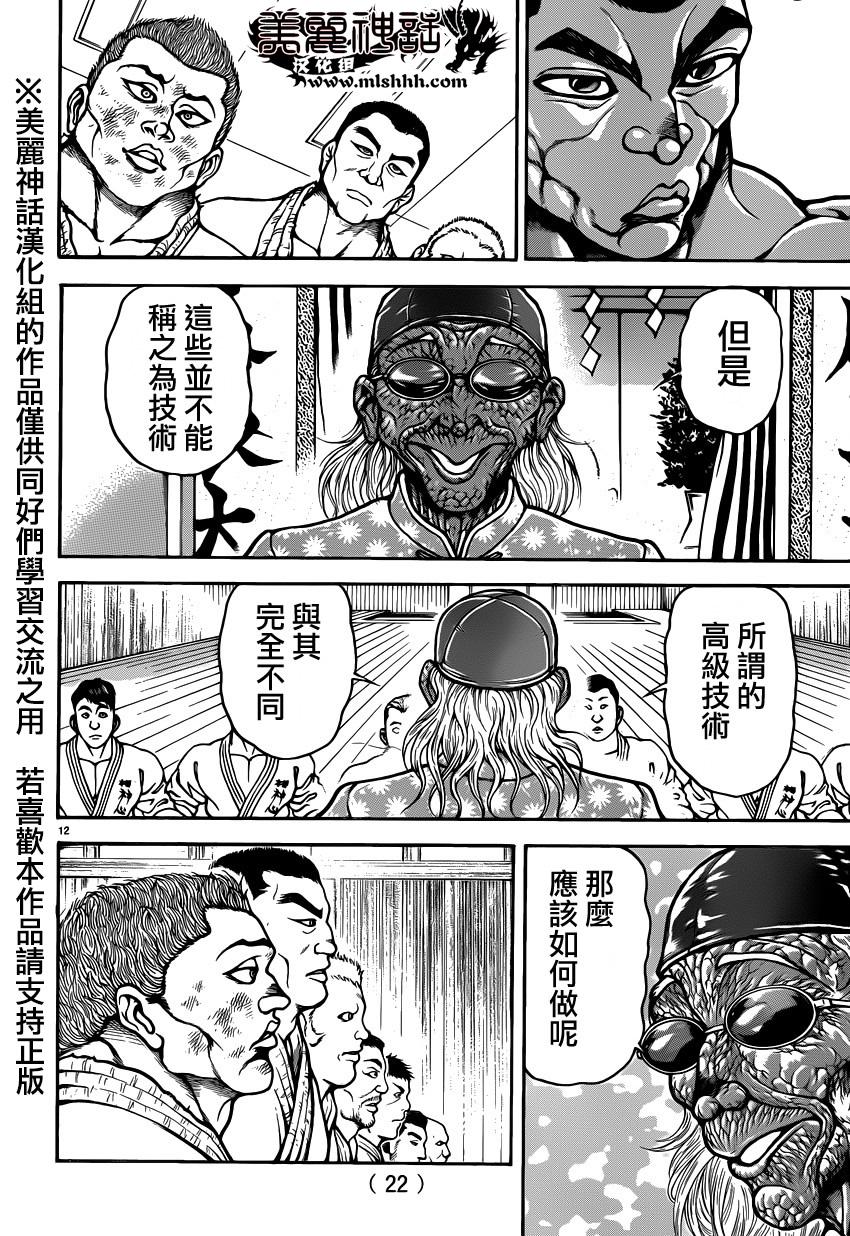 美麗神話
汉化组
www.mlshhh.com
※美麗神話漢化組的作品僅供同好們學習交流之用 若喜歡本作品請支持正版
但是
這些並不能
稱之為技術
所謂的
高級技術
與其
完全不同
12
那麼
應該如何做呢
( 22 )